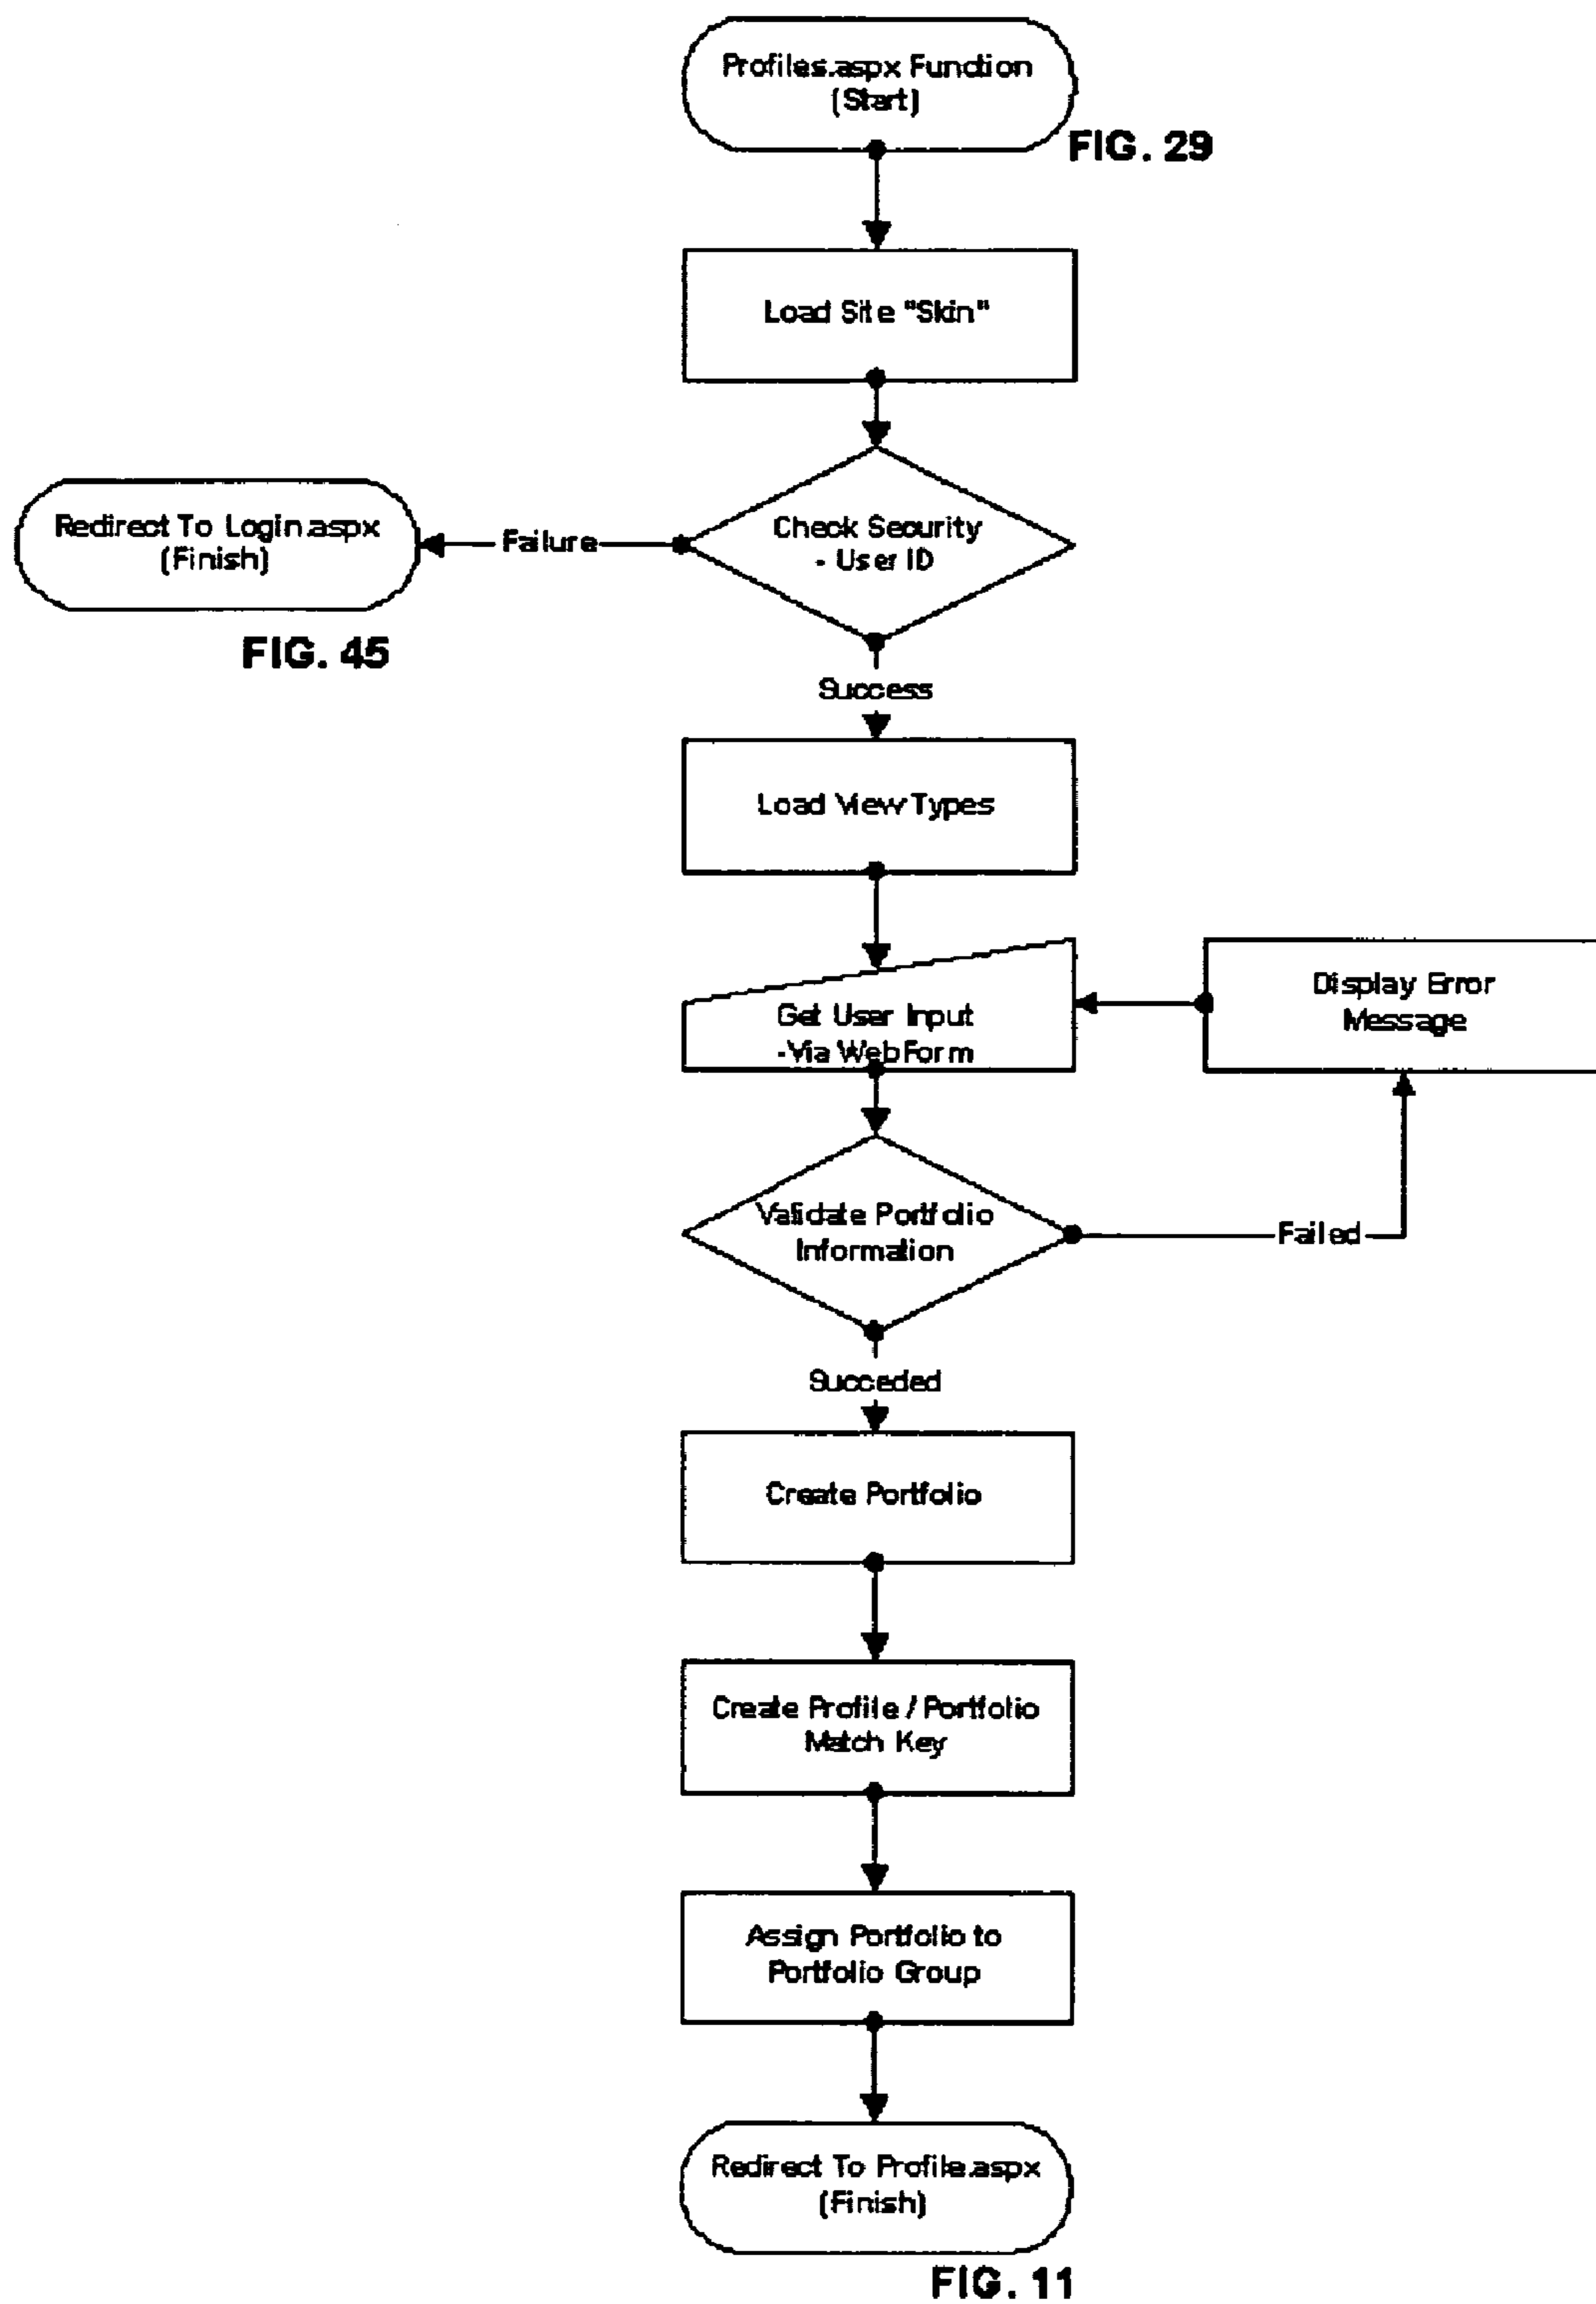 Profiles.aspx Function
(Start)
FIG. 29
Load Site "Skin"
Check Security
- User ID
Failure
Redirect To Login.aspx
(Finish)
FIG. 45
Success
Load View Types
Get User Input
-Via WebForm
Display Error
Message
Validate Portfolio
Information
Failed
Succeded
Create Portfolio
Create Profile / Portfolio
Match Key
Assign Portfolio to
Portfolio Group
Redirect To Profile.aspx
(Finish)
FIG. 11